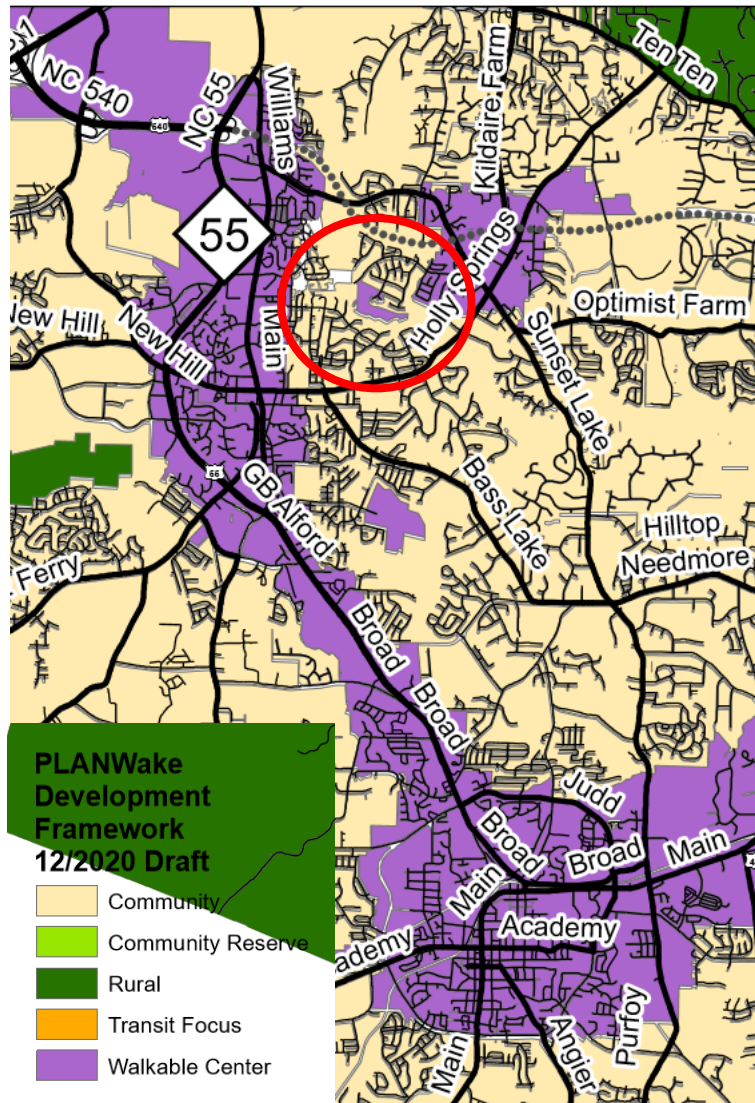 NC 540
540
NC 55
Williams
Kildaire Farm
Ten Ten
55
New Hill
New Hill
Main
Holly Springs
Optimist Farm
Sunset Lake
GB Alford
Bass Lake
Hilltop
Needmore
Ferry
Broad
Broad
Judd
Broad
Broad
Main
Main
Academy
Academy
Main
Angier
Purfoy
PLANWake
Development
Framework
12/2020 Draft
Community
Community Reserve
Rural
Transit Focus
Walkable Center